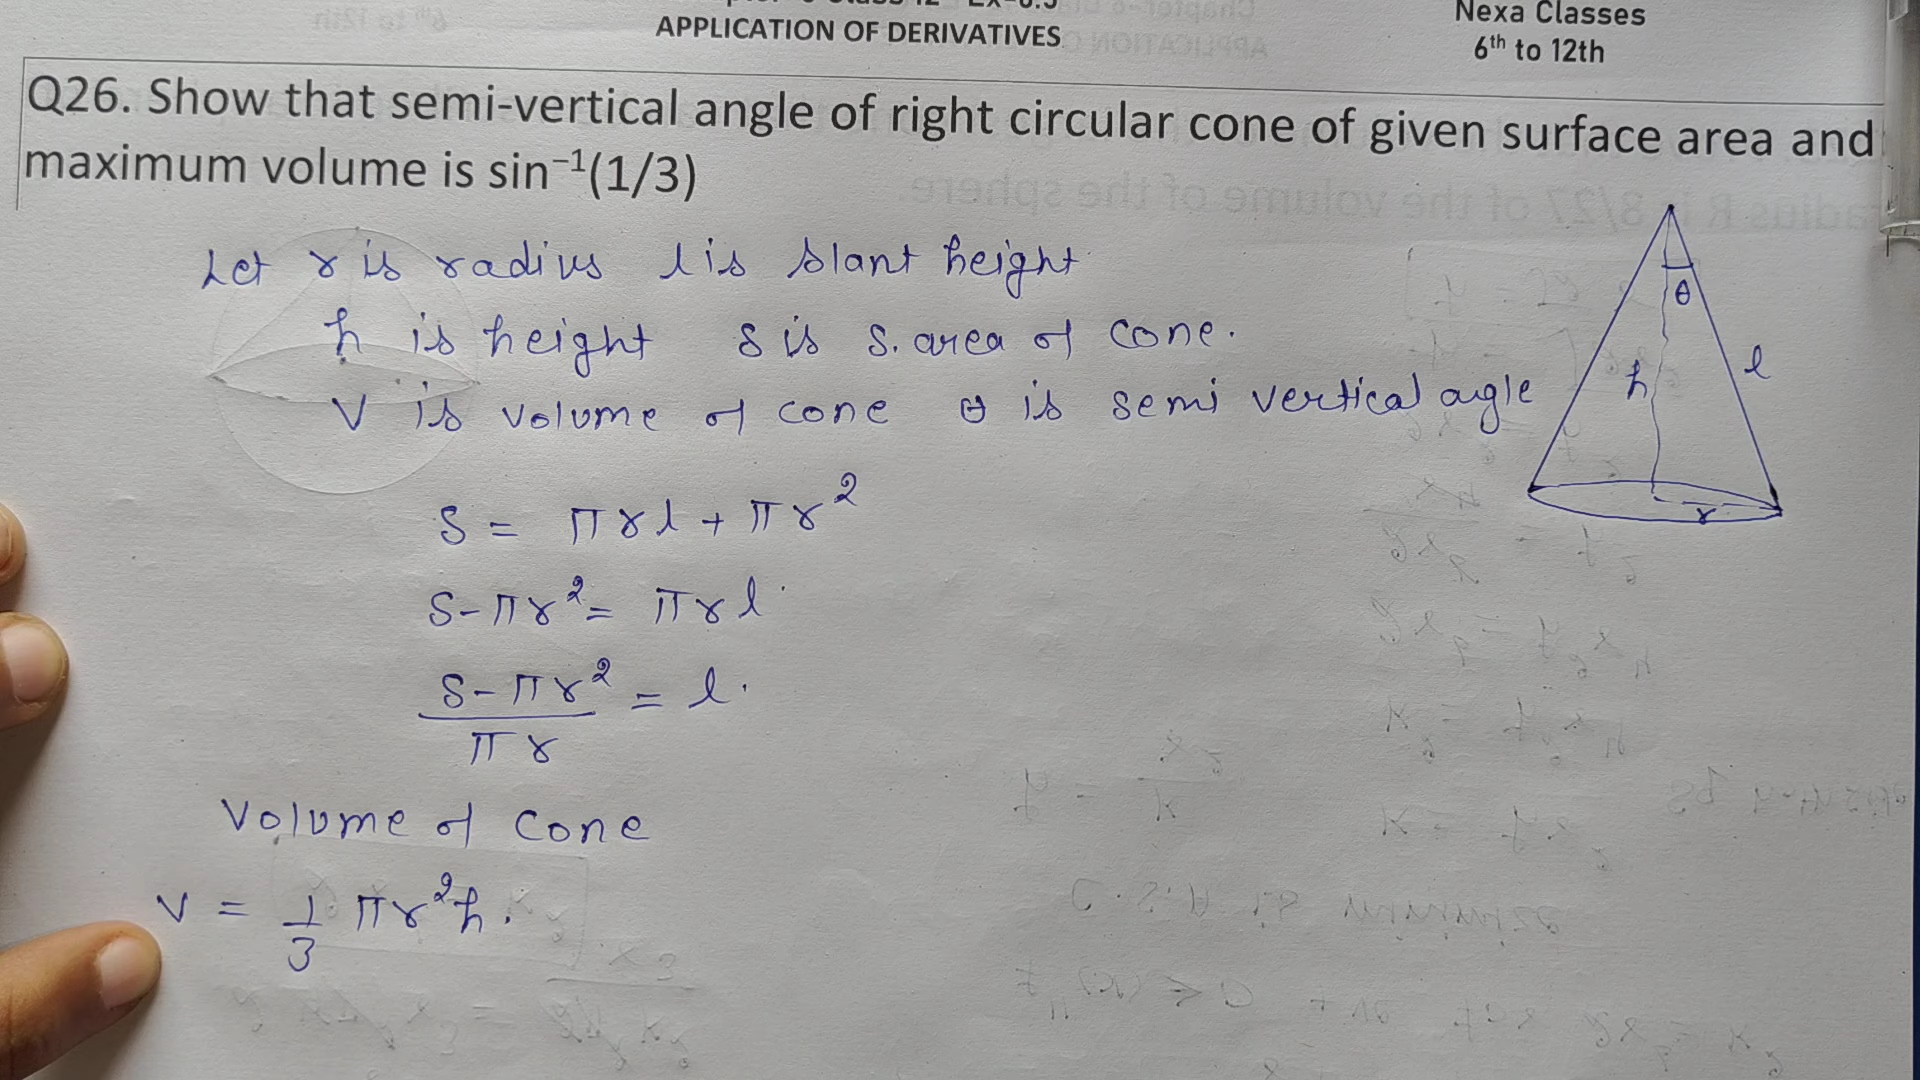 APPLICATION OF DERIVATIVES
Nexa Classes
6th to 12th
Q26. Show that semi-vertical angle of right circular cone of given surface area and
maximum volume is sin⁻¹(1/3)
Let r is radius l is slant height
h is height S is S. area of cone.
V is volume of cone θ is semi vertical angle
S = πrl + πr²
S-πr² = πrl
S-πr² / πr = l.
Volume of cone
V = 1/3 πr²h.
θ
h
l
r